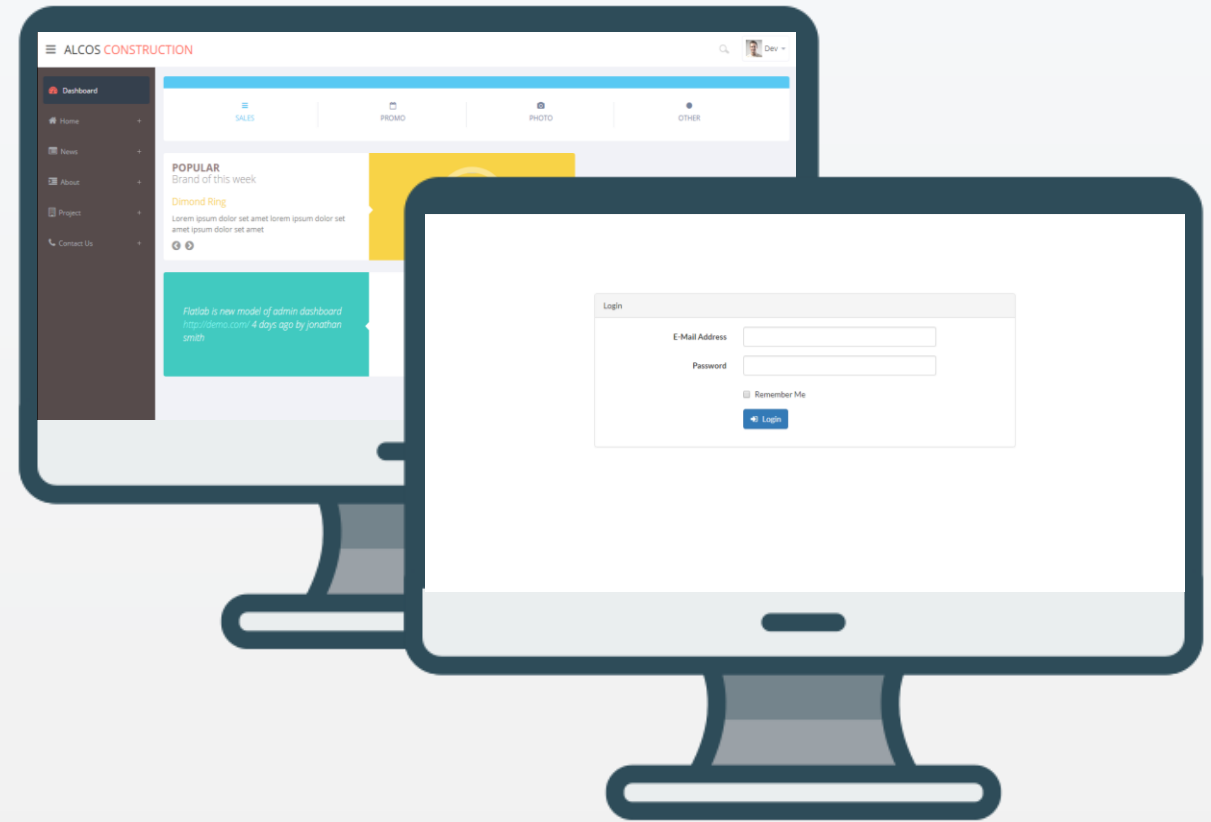 ALCOS CONSTRUCTION
Dev
Dashboard
Home +
News +
About +
Project +
Contact Us +
SALES
PROMO
PHOTO
OTHER
POPULAR
Brand of this week
Dimond Ring
Lorem ipsum dolor set amet lorem ipsum dolor set
amet ipsum dolor set amet
Flatlab is new model of admin dashboard
http://demo.com/ 4 days ago by jonathan
smith
Login
E-Mail Address
Password
Remember Me
Login